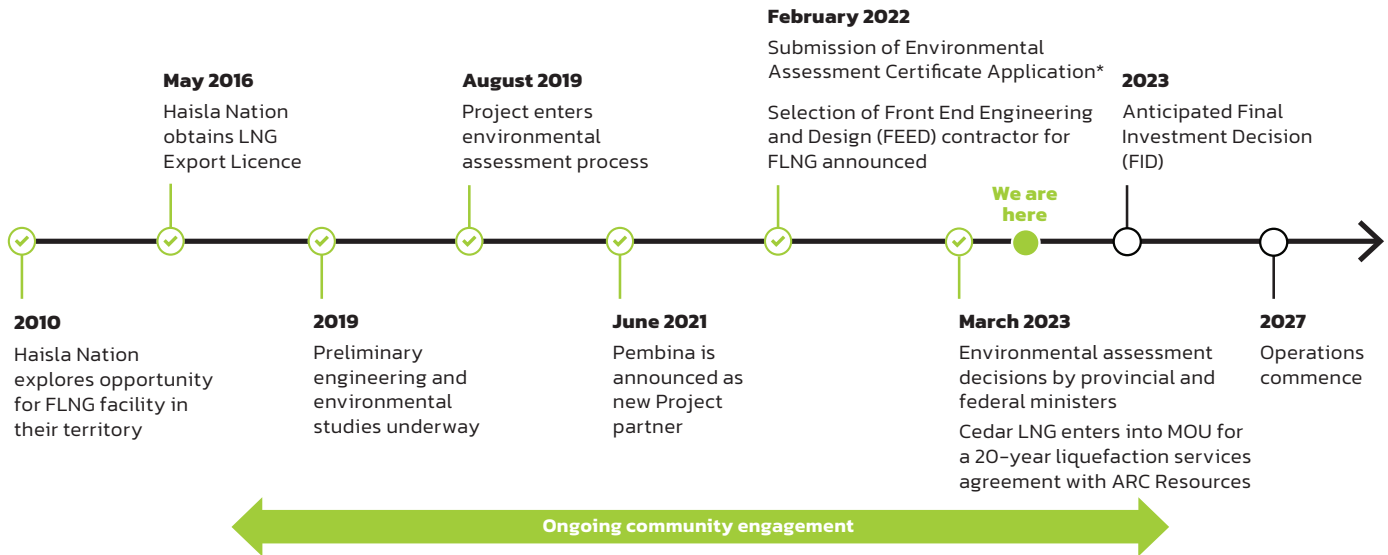 2010
Haisla Nation
explores opportunity
for FLNG facility in
their territory
May 2016
Haisla Nation
obtains LNG
Export Licence
2019
Preliminary
engineering and
environmental
studies underway
August 2019
Project enters
environmental
assessment process
June 2021
Pembina is
announced as
new Project
partner
February 2022
Submission of Environmental
Assessment Certificate Application*
Selection of Front End Engineering
and Design (FEED) contractor for
FLNG announced
March 2023
Environmental assessment
decisions by provincial and
federal ministers
Cedar LNG enters into MOU for
a 20-year liquefaction services
agreement with ARC Resources
We are
here
2023
Anticipated Final
Investment Decision
(FID)
2027
Operations
commence
Ongoing community engagement